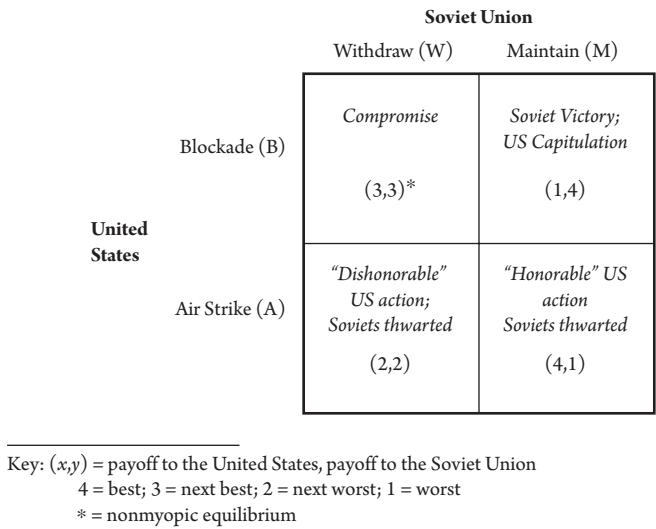 Soviet Union
Withdraw (W) Maintain (M)
Blockade (B)
Compromise
(3,3)*
Soviet Victory;
US Capitulation
(1,4)
United
States
Air Strike (A)
“Dishonorable”
US action;
Soviets thwarted
(2,2)
“Honorable” US
action
Soviets thwarted
(4,1)
Key: (x,y) = payoff to the United States, payoff to the Soviet Union
4 = best; 3 = next best; 2 = next worst; 1 = worst
* = nonmyopic equilibrium